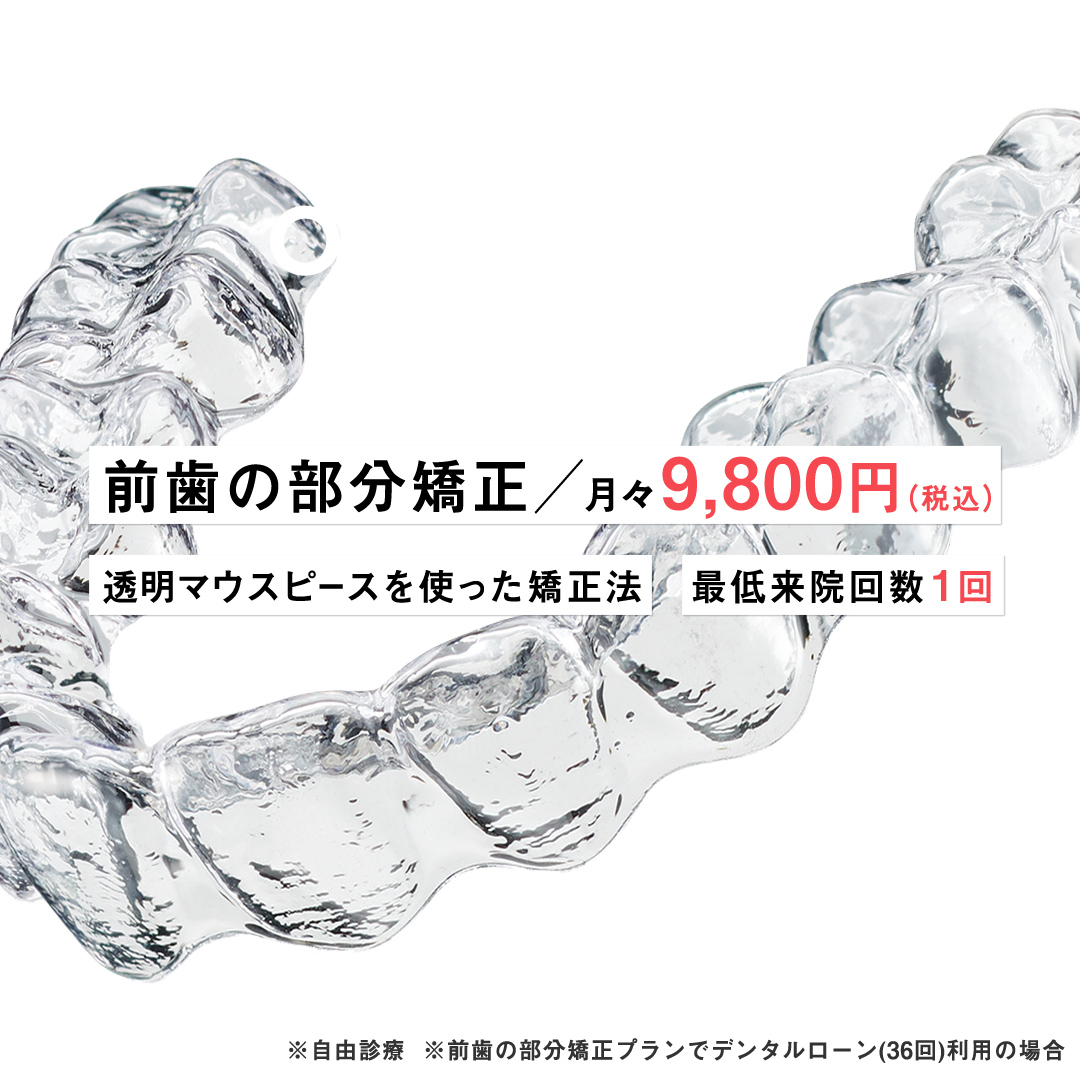 前歯の部分矯正／月々9,800円(税込)
透明マウスピースを使った矯正法 最低来院回数1回
※自由診療 ※前歯の部分矯正プランでデンタルローン(36回)利用の場合